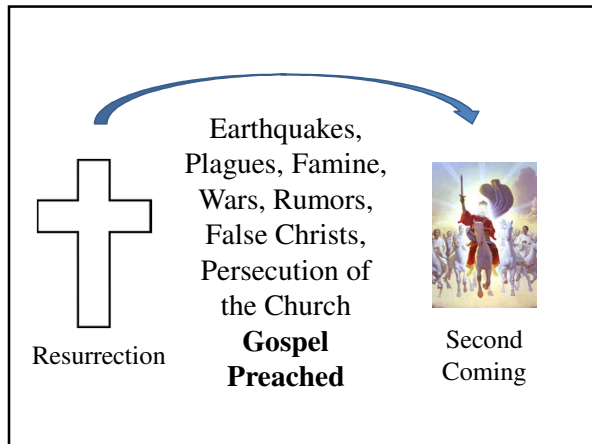 Earthquakes,
Plagues, Famine,
Wars, Rumors,
False Christs,
Persecution of
the Church
Gospel
Preached
Resurrection
Second
Coming